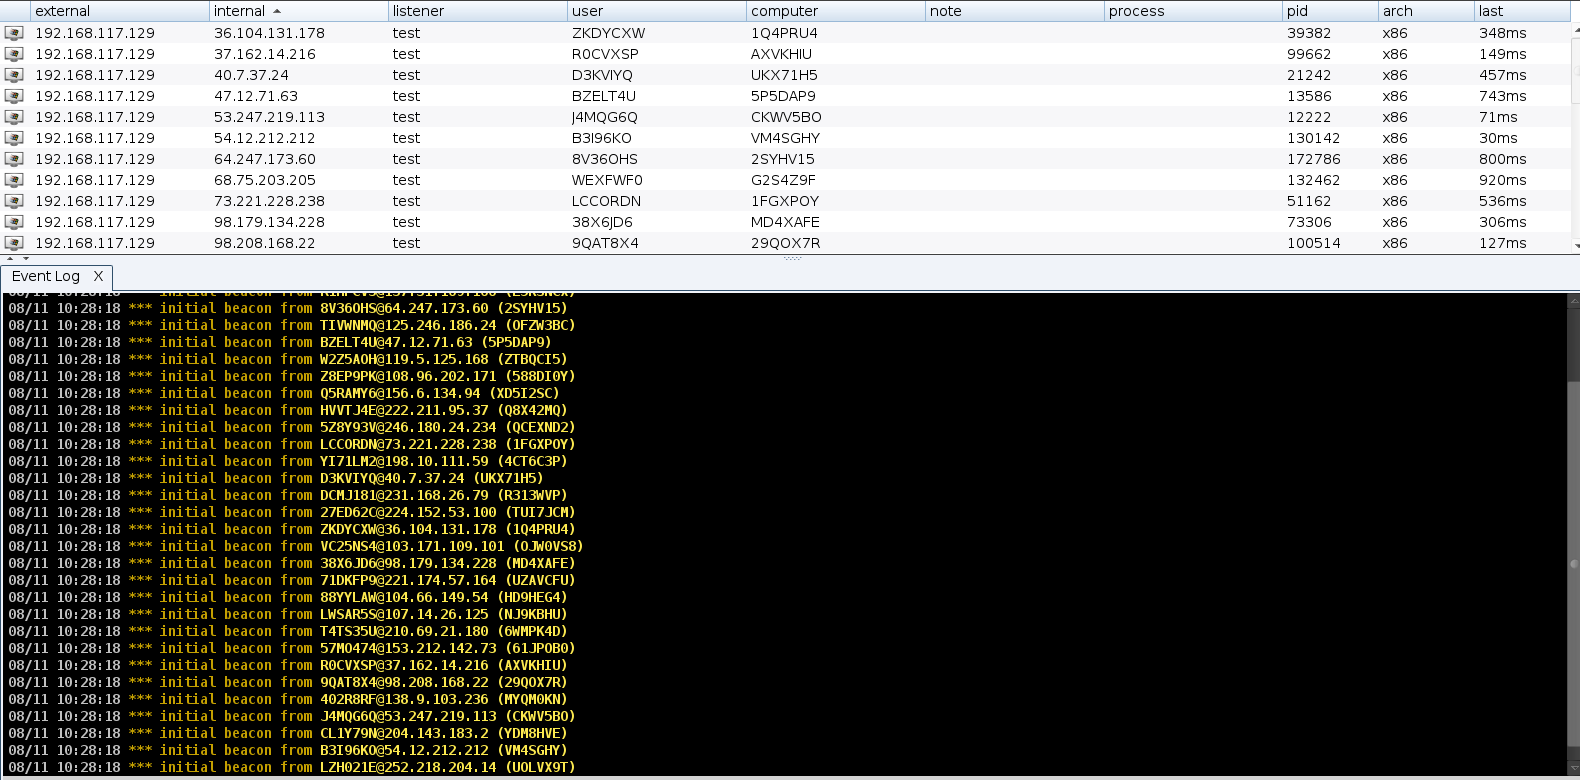 external internal listener user computer note process pid arch last
192.168.117.129 36.104.131.178 test ZKDYCXW 1Q4PRU4 39382 x86 348ms
192.168.117.129 37.162.14.216 test R0CVXSP AXVKHIU 99662 x86 149ms
192.168.117.129 40.7.37.24 test D3KVIYQ UKX71H5 21242 x86 457ms
192.168.117.129 47.12.71.63 test BZELT4U 5P5DAP9 13586 x86 743ms
192.168.117.129 53.247.219.113 test J4MQG6Q CKWV5BO 12222 x86 71ms
192.168.117.129 54.12.212.212 test B3I96KO VM4SGHY 130142 x86 30ms
192.168.117.129 64.247.173.60 test 8V36OHS 2SYHV15 172786 x86 800ms
192.168.117.129 68.75.203.205 test WEXFWF0 G2S4Z9F 132462 x86 920ms
192.168.117.129 73.221.228.238 test LCCORDN 1FGXPOY 51162 x86 536ms
192.168.117.129 98.179.134.228 test 38X6JD6 MD4XAFE 73306 x86 306ms
192.168.117.129 98.208.168.22 test 9QAT8X4 29QOX7R 100514 x86 127ms
Event Log X
08/11 10:28:18 *** initial beacon from
08/11 10:28:18 *** initial beacon from 8V36OHS@64.247.173.60 (2SYHV15)
08/11 10:28:18 *** initial beacon from TIVWNMQ@125.246.186.24 (OFZW3BC)
08/11 10:28:18 *** initial beacon from BZELT4U@47.12.71.63 (5P5DAP9)
08/11 10:28:18 *** initial beacon from W2Z5AOH@119.5.125.168 (ZTBQCI5)
08/11 10:28:18 *** initial beacon from Z8EP9PK@108.96.202.171 (588DI0Y)
08/11 10:28:18 *** initial beacon from Q5RAMY6@156.6.134.94 (XD5I2SC)
08/11 10:28:18 *** initial beacon from HVVTJ4E@222.211.95.37 (Q8X42MQ)
08/11 10:28:18 *** initial beacon from 5Z8Y93V@246.180.24.234 (QCEXND2)
08/11 10:28:18 *** initial beacon from LCCORDN@73.221.228.238 (1FGXPOY)
08/11 10:28:18 *** initial beacon from YI71LM2@198.10.111.59 (4CT6C3P)
08/11 10:28:18 *** initial beacon from D3KVIYQ@40.7.37.24 (UKX71H5)
08/11 10:28:18 *** initial beacon from DCMJ181@231.168.26.79 (R313WVP)
08/11 10:28:18 *** initial beacon from 27ED62C@224.152.53.100 (TUI7JCM)
08/11 10:28:18 *** initial beacon from ZKDYCXW@36.104.131.178 (1Q4PRU4)
08/11 10:28:18 *** initial beacon from VC25NS4@103.171.109.101 (OJW0VS8)
08/11 10:28:18 *** initial beacon from 38X6JD6@98.179.134.228 (MD4XAFE)
08/11 10:28:18 *** initial beacon from 71DKFP9@221.174.57.164 (UZAVCFU)
08/11 10:28:18 *** initial beacon from 88YYLAW@104.66.149.54 (HD9HEG4)
08/11 10:28:18 *** initial beacon from LWSAR5S@107.14.26.125 (NJ9KBHU)
08/11 10:28:18 *** initial beacon from T4TS35U@210.69.21.180 (6WMPK4D)
08/11 10:28:18 *** initial beacon from 57MO474@153.212.142.73 (61JPOB0)
08/11 10:28:18 *** initial beacon from R0CVXSP@37.162.14.216 (AXVKHIU)
08/11 10:28:18 *** initial beacon from 9QAT8X4@98.208.168.22 (29QOX7R)
08/11 10:28:18 *** initial beacon from 402R8RF@138.9.103.236 (MYQM0KN)
08/11 10:28:18 *** initial beacon from J4MQG6Q@53.247.219.113 (CKWV5BO)
08/11 10:28:18 *** initial beacon from CL1Y79N@204.143.183.2 (YDM8HVE)
08/11 10:28:18 *** initial beacon from B3I96KO@54.12.212.212 (VM4SGHY)
08/11 10:28:18 *** initial beacon from LZH021E@252.218.204.14 (UOLVX9T)